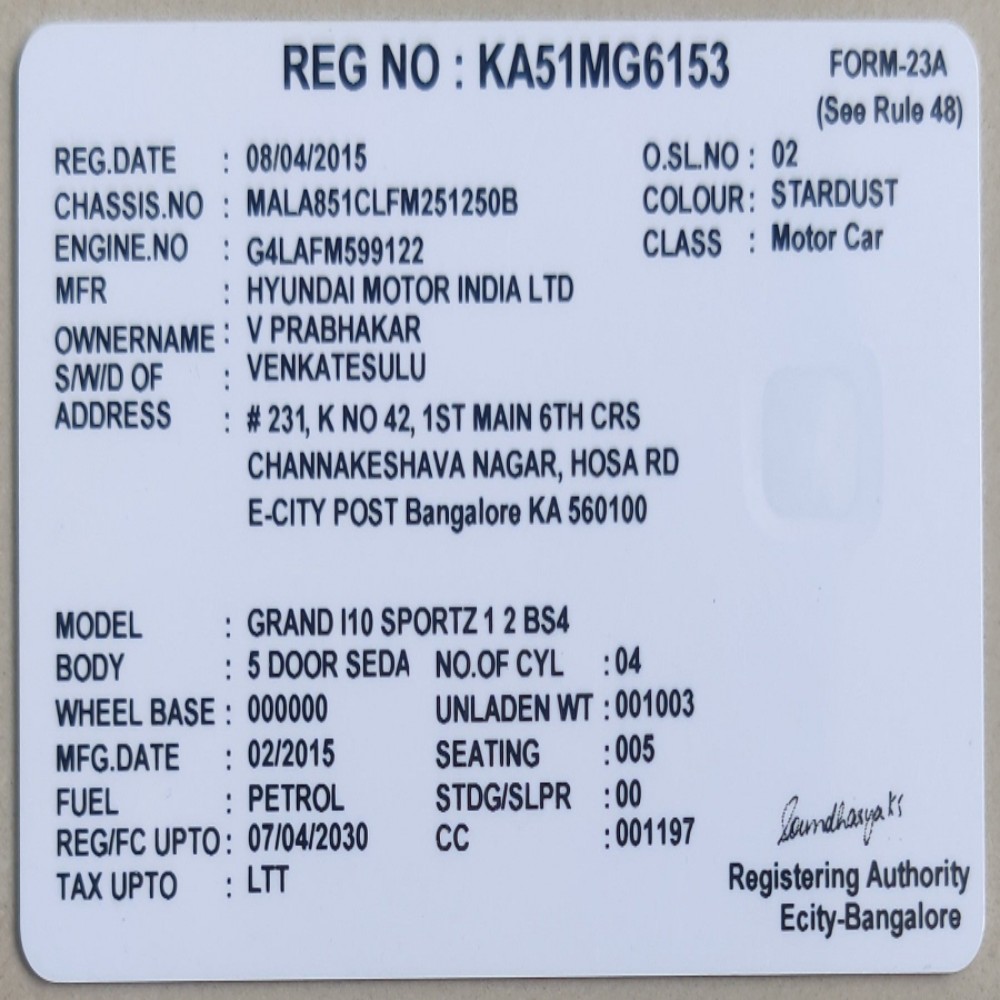 REG NO : KA51MG6153
FORM-23A
(See Rule 48)
REG.DATE : 08/04/2015 O.SL.NO : 02
CHASSIS.NO : MALA851CLFM251250B COLOUR : STARDUST
ENGINE.NO : G4LAFM599122 CLASS : Motor Car
MFR : HYUNDAI MOTOR INDIA LTD
OWNERNAME : V PRABHAKAR
S/W/D OF : VENKATESULU
ADDRESS : # 231, K NO 42, 1ST MAIN 6TH CRS
CHANNAKESHAVA NAGAR, HOSA RD
E-CITY POST Bangalore KA 560100
MODEL : GRAND I10 SPORTZ 1 2 BS4
BODY : 5 DOOR SEDA NO.OF CYL : 04
WHEEL BASE : 000000 UNLADEN WT : 001003
MFG.DATE : 02/2015 SEATING : 005
FUEL : PETROL STDG/SLPR : 00
REG/FC UPTO : 07/04/2030 CC : 001197
TAX UPTO : LTT
Registering Authority
Ecity-Bangalore